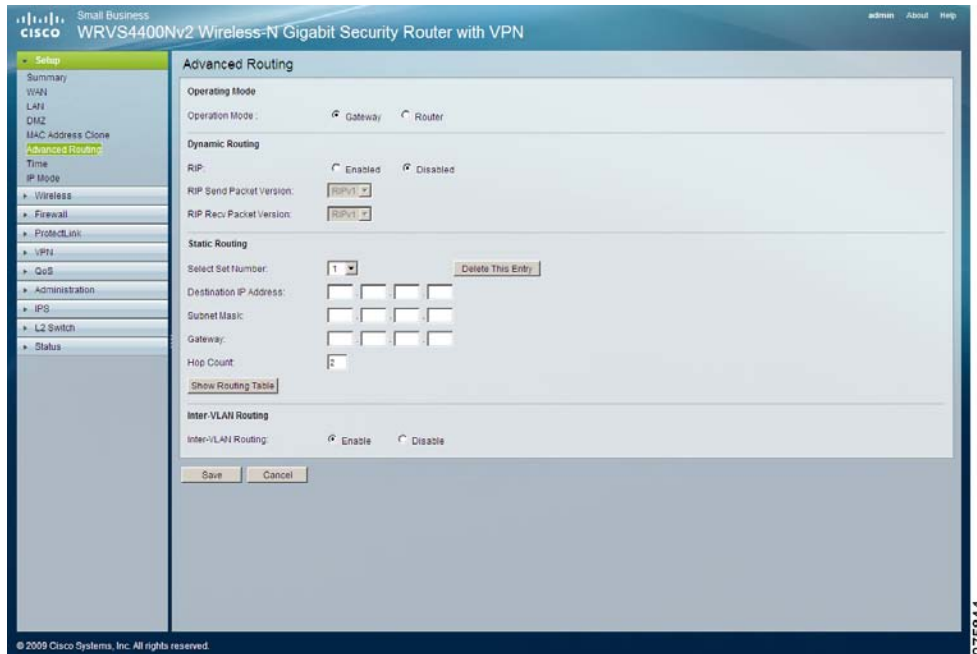 Small Business
CISCO WRVS4400Nv2 Wireless-N Gigabit Security Router with VPN
admin About Help
Setup
Summary
WAN
LAN
DMZ
MAC Address Clone
Advanced Routing
Time
IP Mode
Wireless
Firewall
ProtectLink
VPN
QoS
Administration
IPS
L2 Switch
Status
Advanced Routing
Operating Mode
Operation Mode : Gateway Router
Dynamic Routing
RIP: Enabled Disabled
RIP Send Packet Version: RIPv1
RIP Recv Packet Version: RIPv1
Static Routing
Select Set Number: 1 Delete This Entry
Destination IP Address: . . .
Subnet Mask: . . .
Gateway: . . .
Hop Count: 2
Show Routing Table
Inter-VLAN Routing
Inter-VLAN Routing: Enable Disable
Save Cancel
© 2009 Cisco Systems, Inc. All rights reserved.